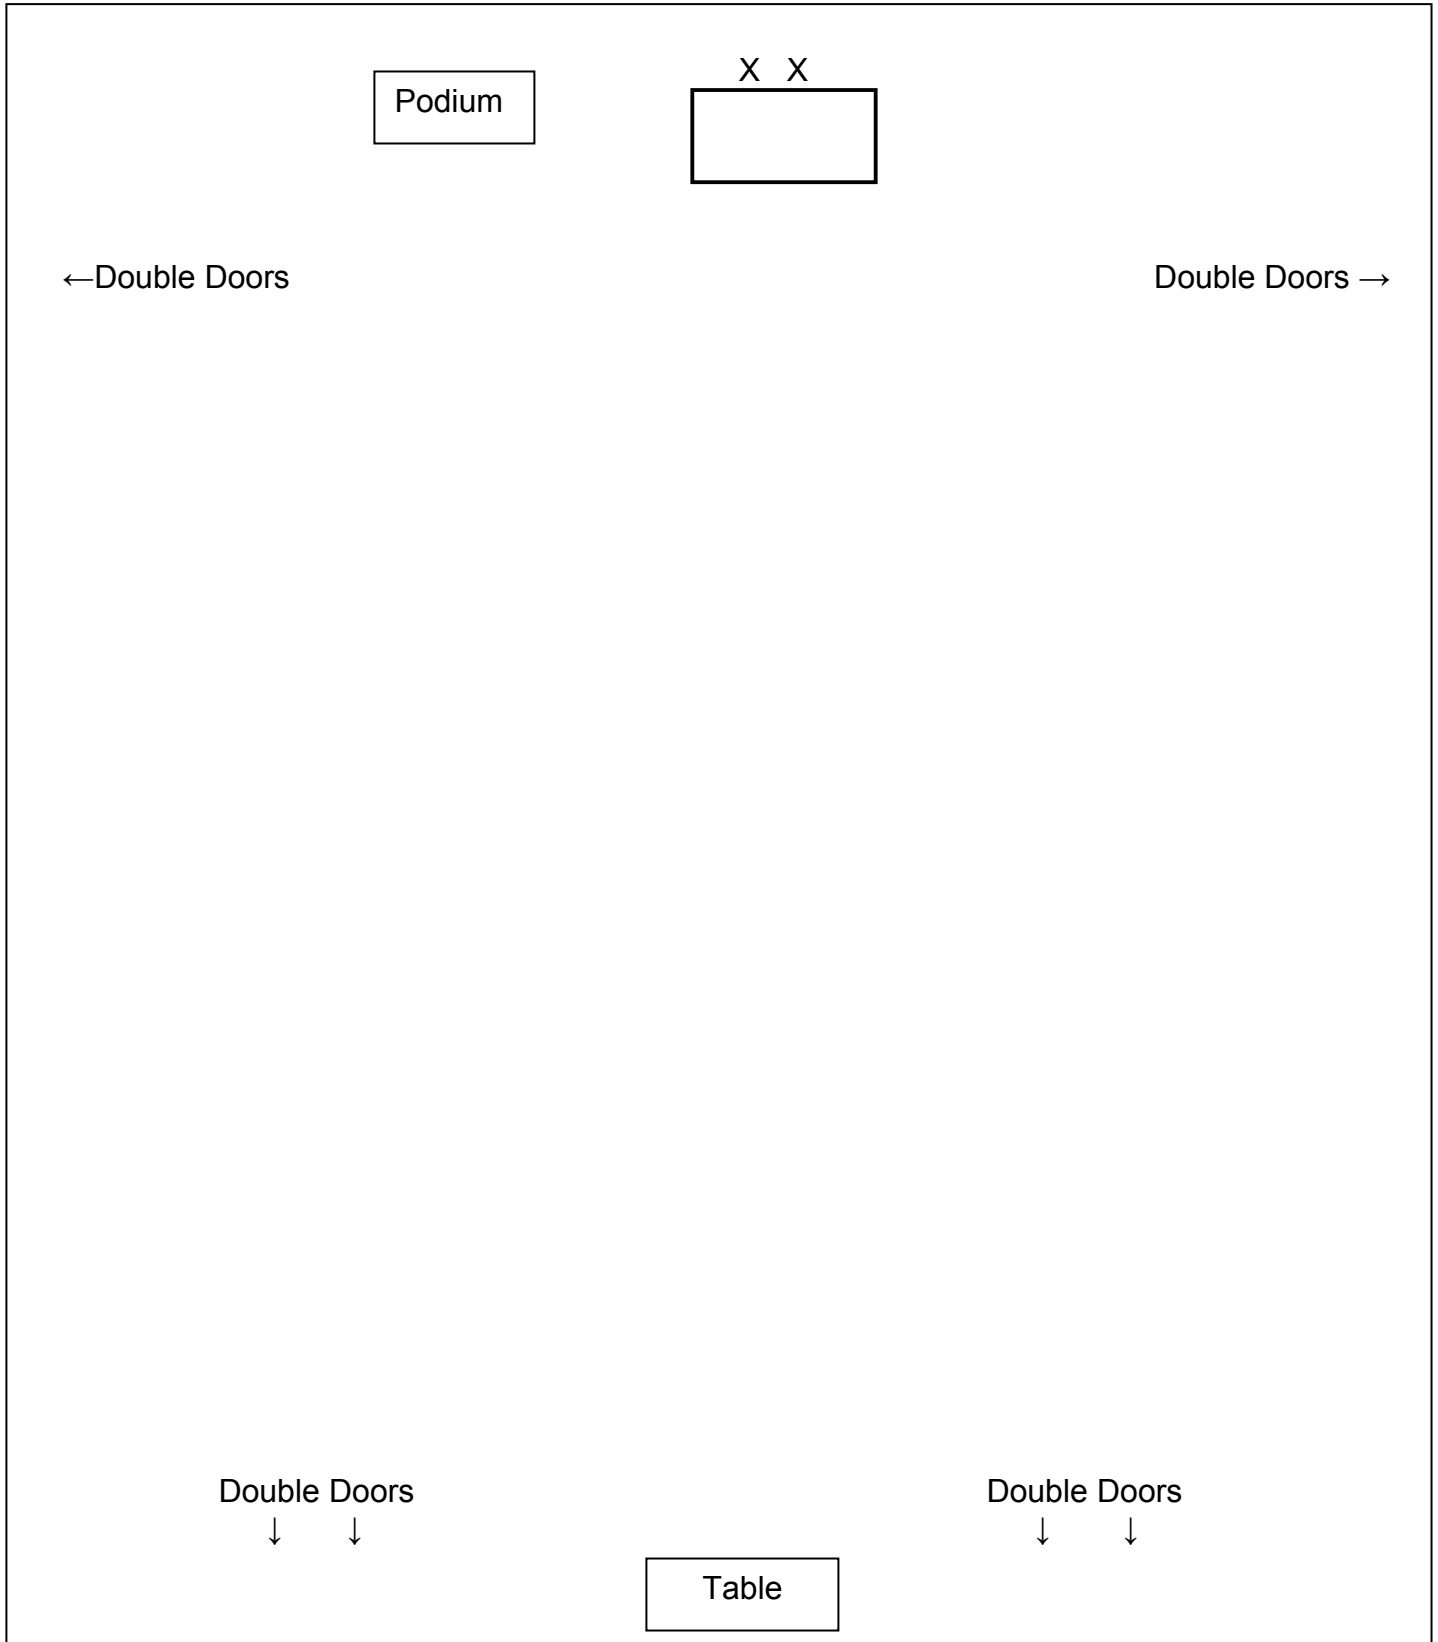 X X
Podium
←Double Doors Double Doors →
Double Doors Double Doors
↓ ↓ ↓ ↓
Table